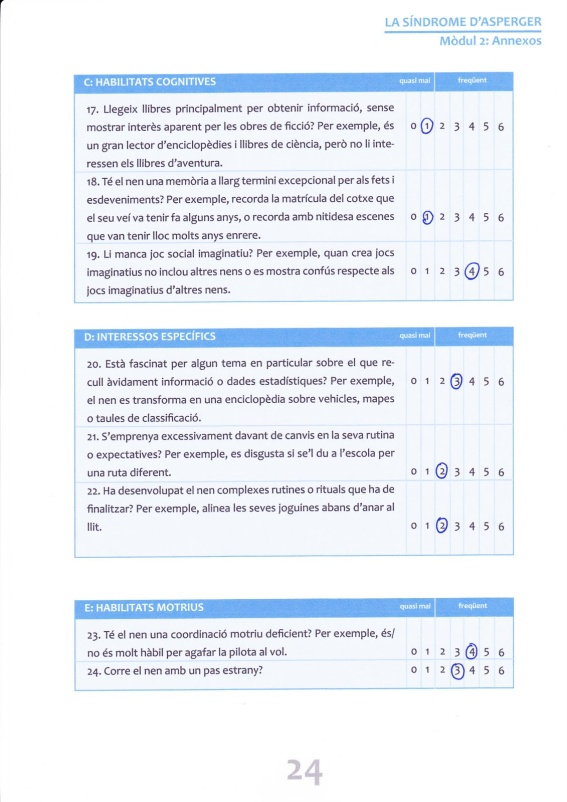 LA SÍNDROME D'ASPERGER
Mòdul 2: Annexos
C: HABILITATS COGNITIVES quasi mai freqüent
17. Llegeix llibres principalment per obtenir informació, sense
mostrar interès aparent per les obres de ficció? Per exemple, és
un gran lector d'enciclopèdies i llibres de ciència, però no li inte-
ressen els llibres d'aventura.
0 1 2 3 4 5 6
18. Té el nen una memòria a llarg termini excepcional per als fets i
esdeveniments? Per exemple, recorda la matrícula del cotxe que
el seu veí va tenir fa alguns anys, o recorda amb nitidesa escenes
que van tenir lloc molts anys enrere.
0 1 2 3 4 5 6
19. Li manca joc social imaginatiu? Per exemple, quan crea jocs
imaginatius no inclou altres nens o es mostra confús respecte als
jocs imaginatius d'altres nens.
0 1 2 3 4 5 6
D: INTERESSOS ESPECÍFICS quasi mai freqüent
20. Està fascinat per algun tema en particular sobre el que re-
cull àvidament informació o dades estadístiques? Per exemple,
el nen es transforma en una enciclopèdia sobre vehicles, mapes
o taules de classificació.
0 1 2 3 4 5 6
21. S'emprenya excessivament davant de canvis en la seva rutina
o expectatives? Per exemple, es disgusta si se'l du a l'escola per
una ruta diferent.
0 1 2 3 4 5 6
22. Ha desenvolupat el nen complexes rutines o rituals que ha de
finalitzar? Per exemple, alinea les seves joguines abans d'anar al
llit.
0 1 2 3 4 5 6
E: HABILITATS MOTRIUS quasi mai freqüent
23. Té el nen una coordinació motriu deficient? Per exemple, és/
no és molt hàbil per agafar la pilota al vol.
0 1 2 3 4 5 6
24. Corre el nen amb un pas estrany?
0 1 2 3 4 5 6
24